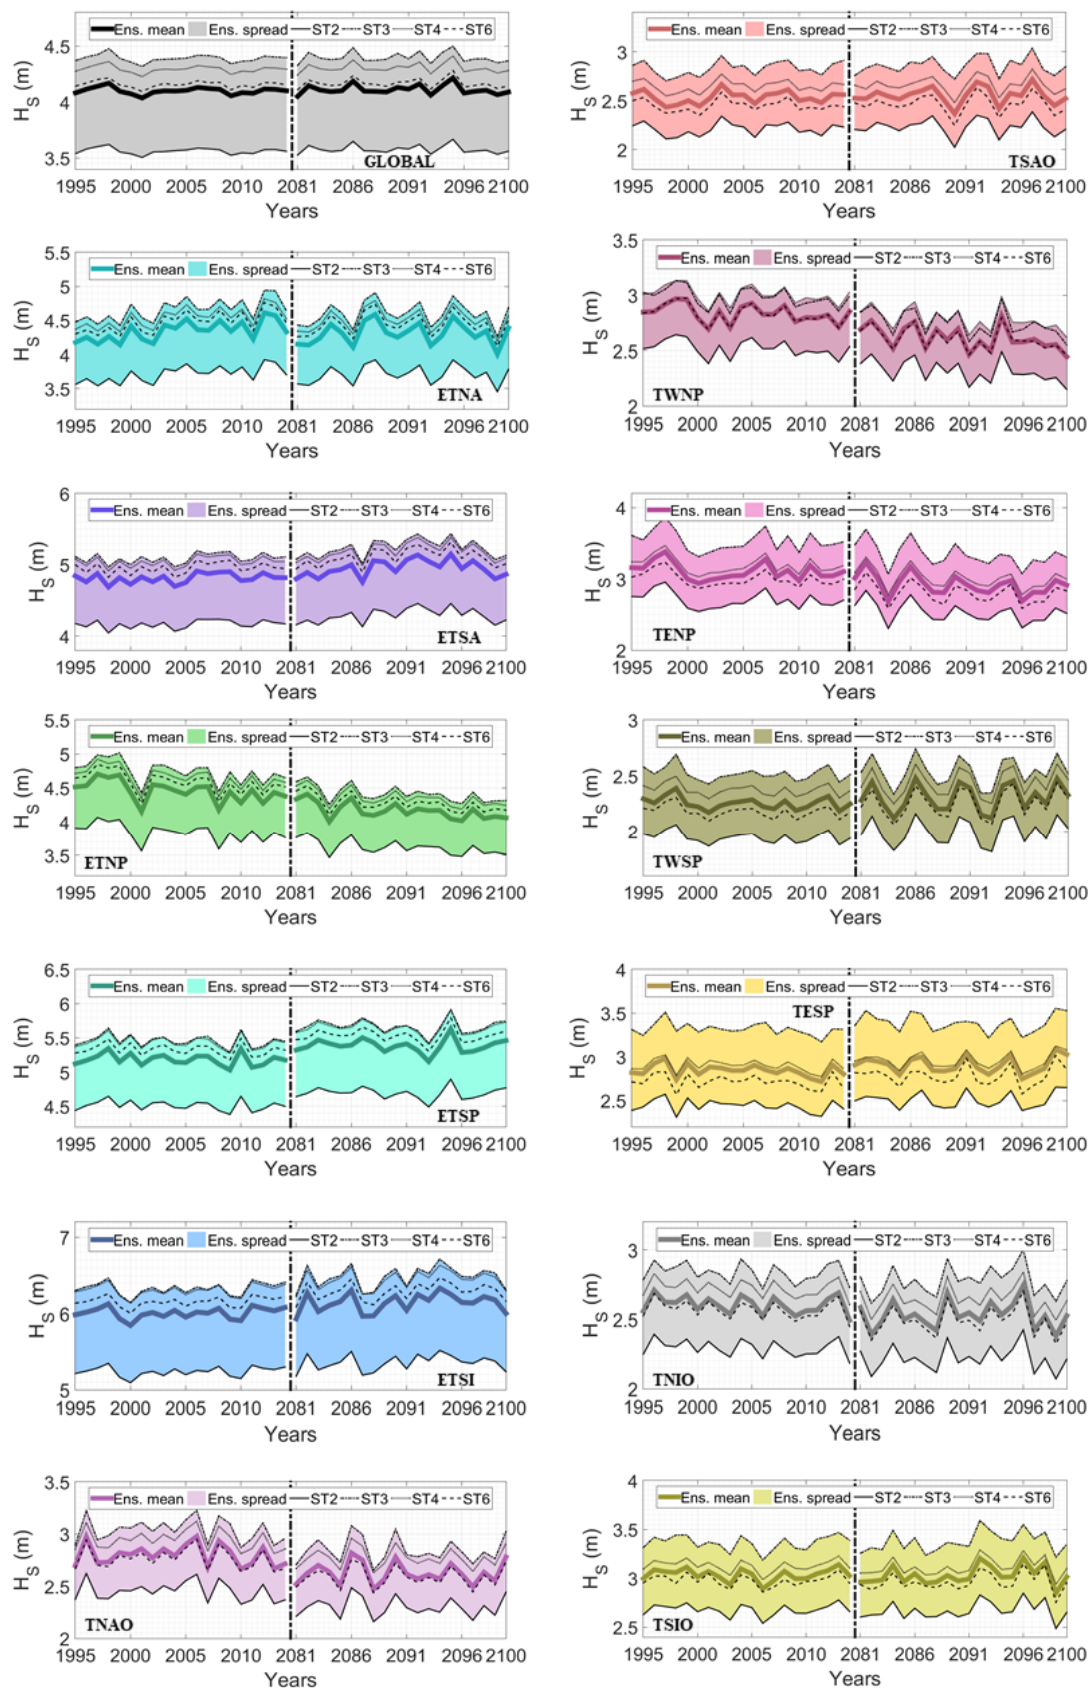 Ens. mean Ens. spread ST2 ST3 ST4 ST6
4.5
4
3.5
H_S (m)
GLOBAL
1995 2000 2005 2010 2081 2086 2091 2096 2100
Years
Ens. mean Ens. spread ST2 ST3 ST4 ST6
3
2.5
2
H_S (m)
TSAO
1995 2000 2005 2010 2081 2086 2091 2096 2100
Years
Ens. mean Ens. spread ST2 ST3 ST4 ST6
5.5
5
4.5
4
3.5
H_S (m)
ETNA
1995 2000 2005 2010 2081 2086 2091 2096 2100
Years
Ens. mean Ens. spread ST2 ST3 ST4 ST6
3.5
3
2.5
2
H_S (m)
TWNP
1995 2000 2005 2010 2081 2086 2091 2096 2100
Years
Ens. mean Ens. spread ST2 ST3 ST4 ST6
6
5
4
H_S (m)
ETSA
1995 2000 2005 2010 2081 2086 2091 2096 2100
Years
Ens. mean Ens. spread ST2 ST3 ST4 ST6
4
3
2
H_S (m)
TENP
1995 2000 2005 2010 2081 2086 2091 2096 2100
Years
Ens. mean Ens. spread ST2 ST3 ST4 ST6
5.5
5
4.5
4
3.5
H_S (m)
ETNP
1995 2000 2005 2010 2081 2086 2091 2096 2100
Years
Ens. mean Ens. spread ST2 ST3 ST4 ST6
3
2.5
2
H_S (m)
TWSP
1995 2000 2005 2010 2081 2086 2091 2096 2100
Years
Ens. mean Ens. spread ST2 ST3 ST4 ST6
6.5
6
5.5
5
4.5
H_S (m)
ETSP
1995 2000 2005 2010 2081 2086 2091 2096 2100
Years
Ens. mean Ens. spread ST2 ST3 ST4 ST6
4
3.5
3
2.5
H_S (m)
TESP
1995 2000 2005 2010 2081 2086 2091 2096 2100
Years
Ens. mean Ens. spread ST2 ST3 ST4 ST6
7
6
5
H_S (m)
ETSI
1995 2000 2005 2010 2081 2086 2091 2096 2100
Years
Ens. mean Ens. spread ST2 ST3 ST4 ST6
3
2.5
2
H_S (m)
TNIO
1995 2000 2005 2010 2081 2086 2091 2096 2100
Years
Ens. mean Ens. spread ST2 ST3 ST4 ST6
3.5
3
2.5
2
H_S (m)
TNAO
1995 2000 2005 2010 2081 2086 2091 2096 2100
Years
Ens. mean Ens. spread ST2 ST3 ST4 ST6
4
3.5
3
2.5
H_S (m)
TSIO
1995 2000 2005 2010 2081 2086 2091 2096 2100
Years